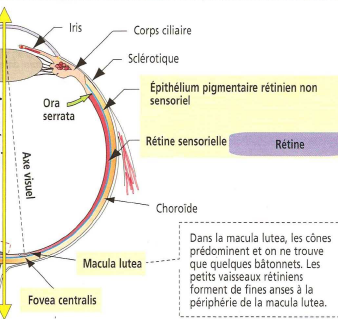 Iris
Corps ciliaire
Sclérotique
Épithélium pigmentaire rétinien non
sensoriel
Ora
serrata
Rétine sensorielle
Rétine
Axe visuel
Choroïde
Dans la macula lutea, les cônes
prédominent et on ne trouve
que quelques bâtonnets. Les
petits vaisseaux rétiniens
forment de fines anses à la
périphérie de la macula lutea.
Macula lutea
Fovea centralis